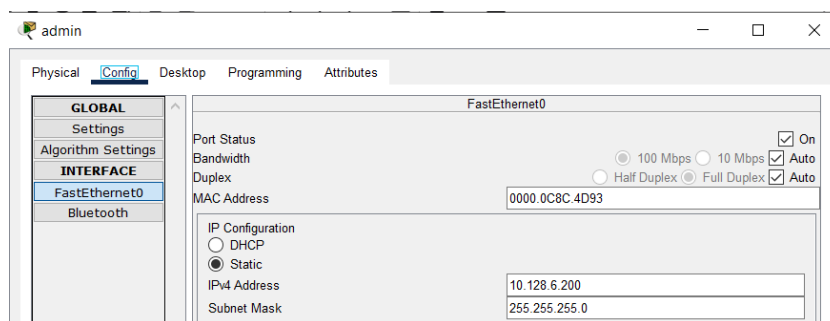 admin
Physical Config Desktop Programming Attributes
GLOBAL
Settings
Algorithm Settings
INTERFACE
FastEthernet0
Bluetooth
FastEthernet0
Port Status On
Bandwidth 100 Mbps 10 Mbps Auto
Duplex Half Duplex Full Duplex Auto
MAC Address 0000.0C8C.4D93
IP Configuration
DHCP
Static
IPv4 Address 10.128.6.200
Subnet Mask 255.255.255.0